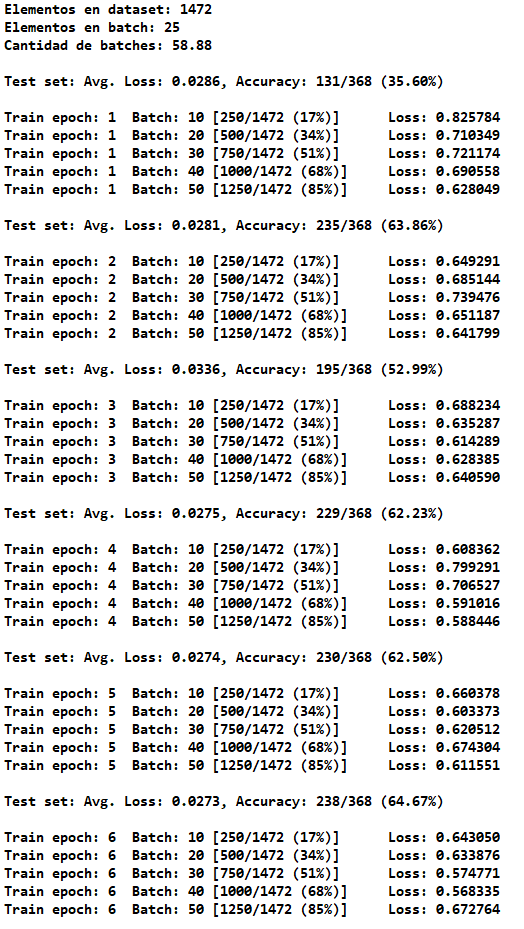 Elementos en dataset: 1472
Elementos en batch: 25
Cantidad de batches: 58.88
Test set: Avg. Loss: 0.0286, Accuracy: 131/368 (35.60%)
Train epoch: 1  Batch: 10 [250/1472 (17%)]      Loss: 0.825784
Train epoch: 1  Batch: 20 [500/1472 (34%)]      Loss: 0.710349
Train epoch: 1  Batch: 30 [750/1472 (51%)]      Loss: 0.721174
Train epoch: 1  Batch: 40 [1000/1472 (68%)]     Loss: 0.690558
Train epoch: 1  Batch: 50 [1250/1472 (85%)]     Loss: 0.628049
Test set: Avg. Loss: 0.0281, Accuracy: 235/368 (63.86%)
Train epoch: 2  Batch: 10 [250/1472 (17%)]      Loss: 0.649291
Train epoch: 2  Batch: 20 [500/1472 (34%)]      Loss: 0.685144
Train epoch: 2  Batch: 30 [750/1472 (51%)]      Loss: 0.739476
Train epoch: 2  Batch: 40 [1000/1472 (68%)]     Loss: 0.651187
Train epoch: 2  Batch: 50 [1250/1472 (85%)]     Loss: 0.641799
Test set: Avg. Loss: 0.0336, Accuracy: 195/368 (52.99%)
Train epoch: 3  Batch: 10 [250/1472 (17%)]      Loss: 0.688234
Train epoch: 3  Batch: 20 [500/1472 (34%)]      Loss: 0.635287
Train epoch: 3  Batch: 30 [750/1472 (51%)]      Loss: 0.614289
Train epoch: 3  Batch: 40 [1000/1472 (68%)]     Loss: 0.628385
Train epoch: 3  Batch: 50 [1250/1472 (85%)]     Loss: 0.640590
Test set: Avg. Loss: 0.0275, Accuracy: 229/368 (62.23%)
Train epoch: 4  Batch: 10 [250/1472 (17%)]      Loss: 0.608362
Train epoch: 4  Batch: 20 [500/1472 (34%)]      Loss: 0.799291
Train epoch: 4  Batch: 30 [750/1472 (51%)]      Loss: 0.706527
Train epoch: 4  Batch: 40 [1000/1472 (68%)]     Loss: 0.591016
Train epoch: 4  Batch: 50 [1250/1472 (85%)]     Loss: 0.588446
Test set: Avg. Loss: 0.0274, Accuracy: 230/368 (62.50%)
Train epoch: 5  Batch: 10 [250/1472 (17%)]      Loss: 0.660378
Train epoch: 5  Batch: 20 [500/1472 (34%)]      Loss: 0.603373
Train epoch: 5  Batch: 30 [750/1472 (51%)]      Loss: 0.620512
Train epoch: 5  Batch: 40 [1000/1472 (68%)]     Loss: 0.674304
Train epoch: 5  Batch: 50 [1250/1472 (85%)]     Loss: 0.611551
Test set: Avg. Loss: 0.0273, Accuracy: 238/368 (64.67%)
Train epoch: 6  Batch: 10 [250/1472 (17%)]      Loss: 0.643050
Train epoch: 6  Batch: 20 [500/1472 (34%)]      Loss: 0.633876
Train epoch: 6  Batch: 30 [750/1472 (51%)]      Loss: 0.574771
Train epoch: 6  Batch: 40 [1000/1472 (68%)]     Loss: 0.568335
Train epoch: 6  Batch: 50 [1250/1472 (85%)]     Loss: 0.672764